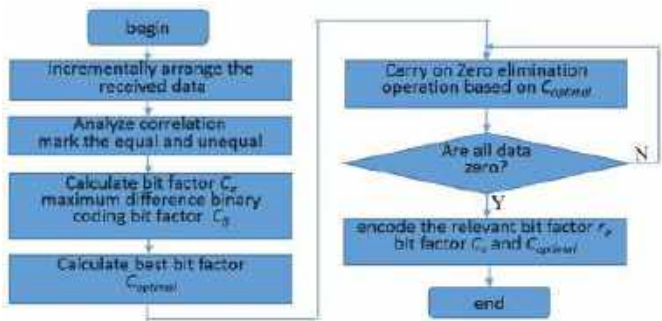 begin
Incrementally arrange the
received data
Analyze correlation
mark the equal and unequal
Calculate bit factor Ce
maximum difference binary
coding bit factor
Calculate best bit factor
Coptimal
Carry on Zero elimination
operation based on Coptimal
Are all data
zero?
N
Y
encode the relevant bit factor
bit factor and Coptimal
end